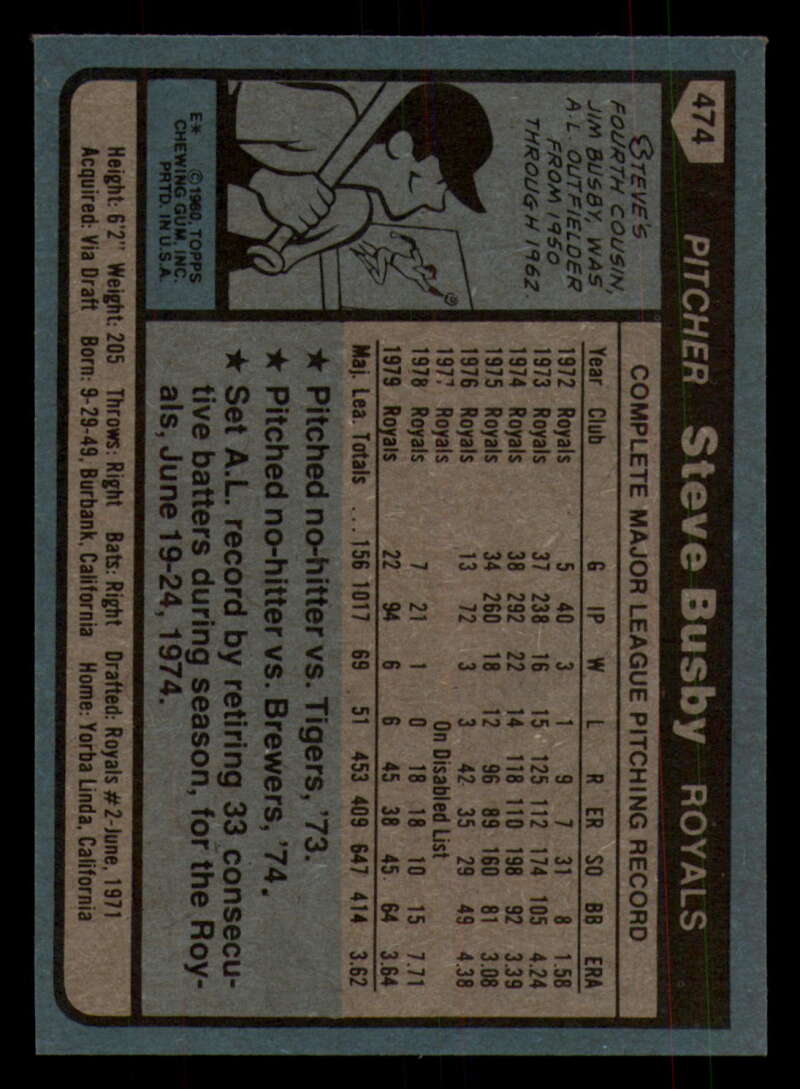 474 PITCHER Steve Busby ROYALS
STEVE'S
FOURTH COUSIN,
JIM BUSBY, WAS
A.L. OUTFIELDER
FROM 1950
THROUGH 1962.
E* ©1980, TOPPS
CHEWING GUM, INC.
PRTD. IN U.S.A.
COMPLETE MAJOR LEAGUE PITCHING RECORD
Year Club G IP W L R ER SO BB ERA
1972 Royals 5 40 3 1 9 7 31 8 1.58
1973 Royals 37 238 16 15 125 112 174 105 4.24
1974 Royals 38 292 22 14 118 110 198 92 3.39
1975 Royals 34 260 18 12 96 89 160 81 3.08
1976 Royals 13 72 3 3 42 35 29 49 4.38
1977 Royals On Disabled List
1978 Royals 7 21 1 0 18 18 10 15 7.71
1979 Royals 22 94 6 6 45 38 45 64 3.64
Maj. Lea. Totals ... 156 1017 69 51 453 409 647 414 3.62
★ Pitched no-hitter vs. Tigers, '73.
★ Pitched no-hitter vs. Brewers, '74.
★ Set A.L. record by retiring 33 consecu-
tive batters during season, for the Roy-
als, June 19-24, 1974.
Height: 6'2" Weight: 205 Throws: Right Bats: Right Drafted: Royals #2-June, 1971
Acquired: Via Draft Born: 9-29-49, Burbank, California Home: Yorba Linda, California